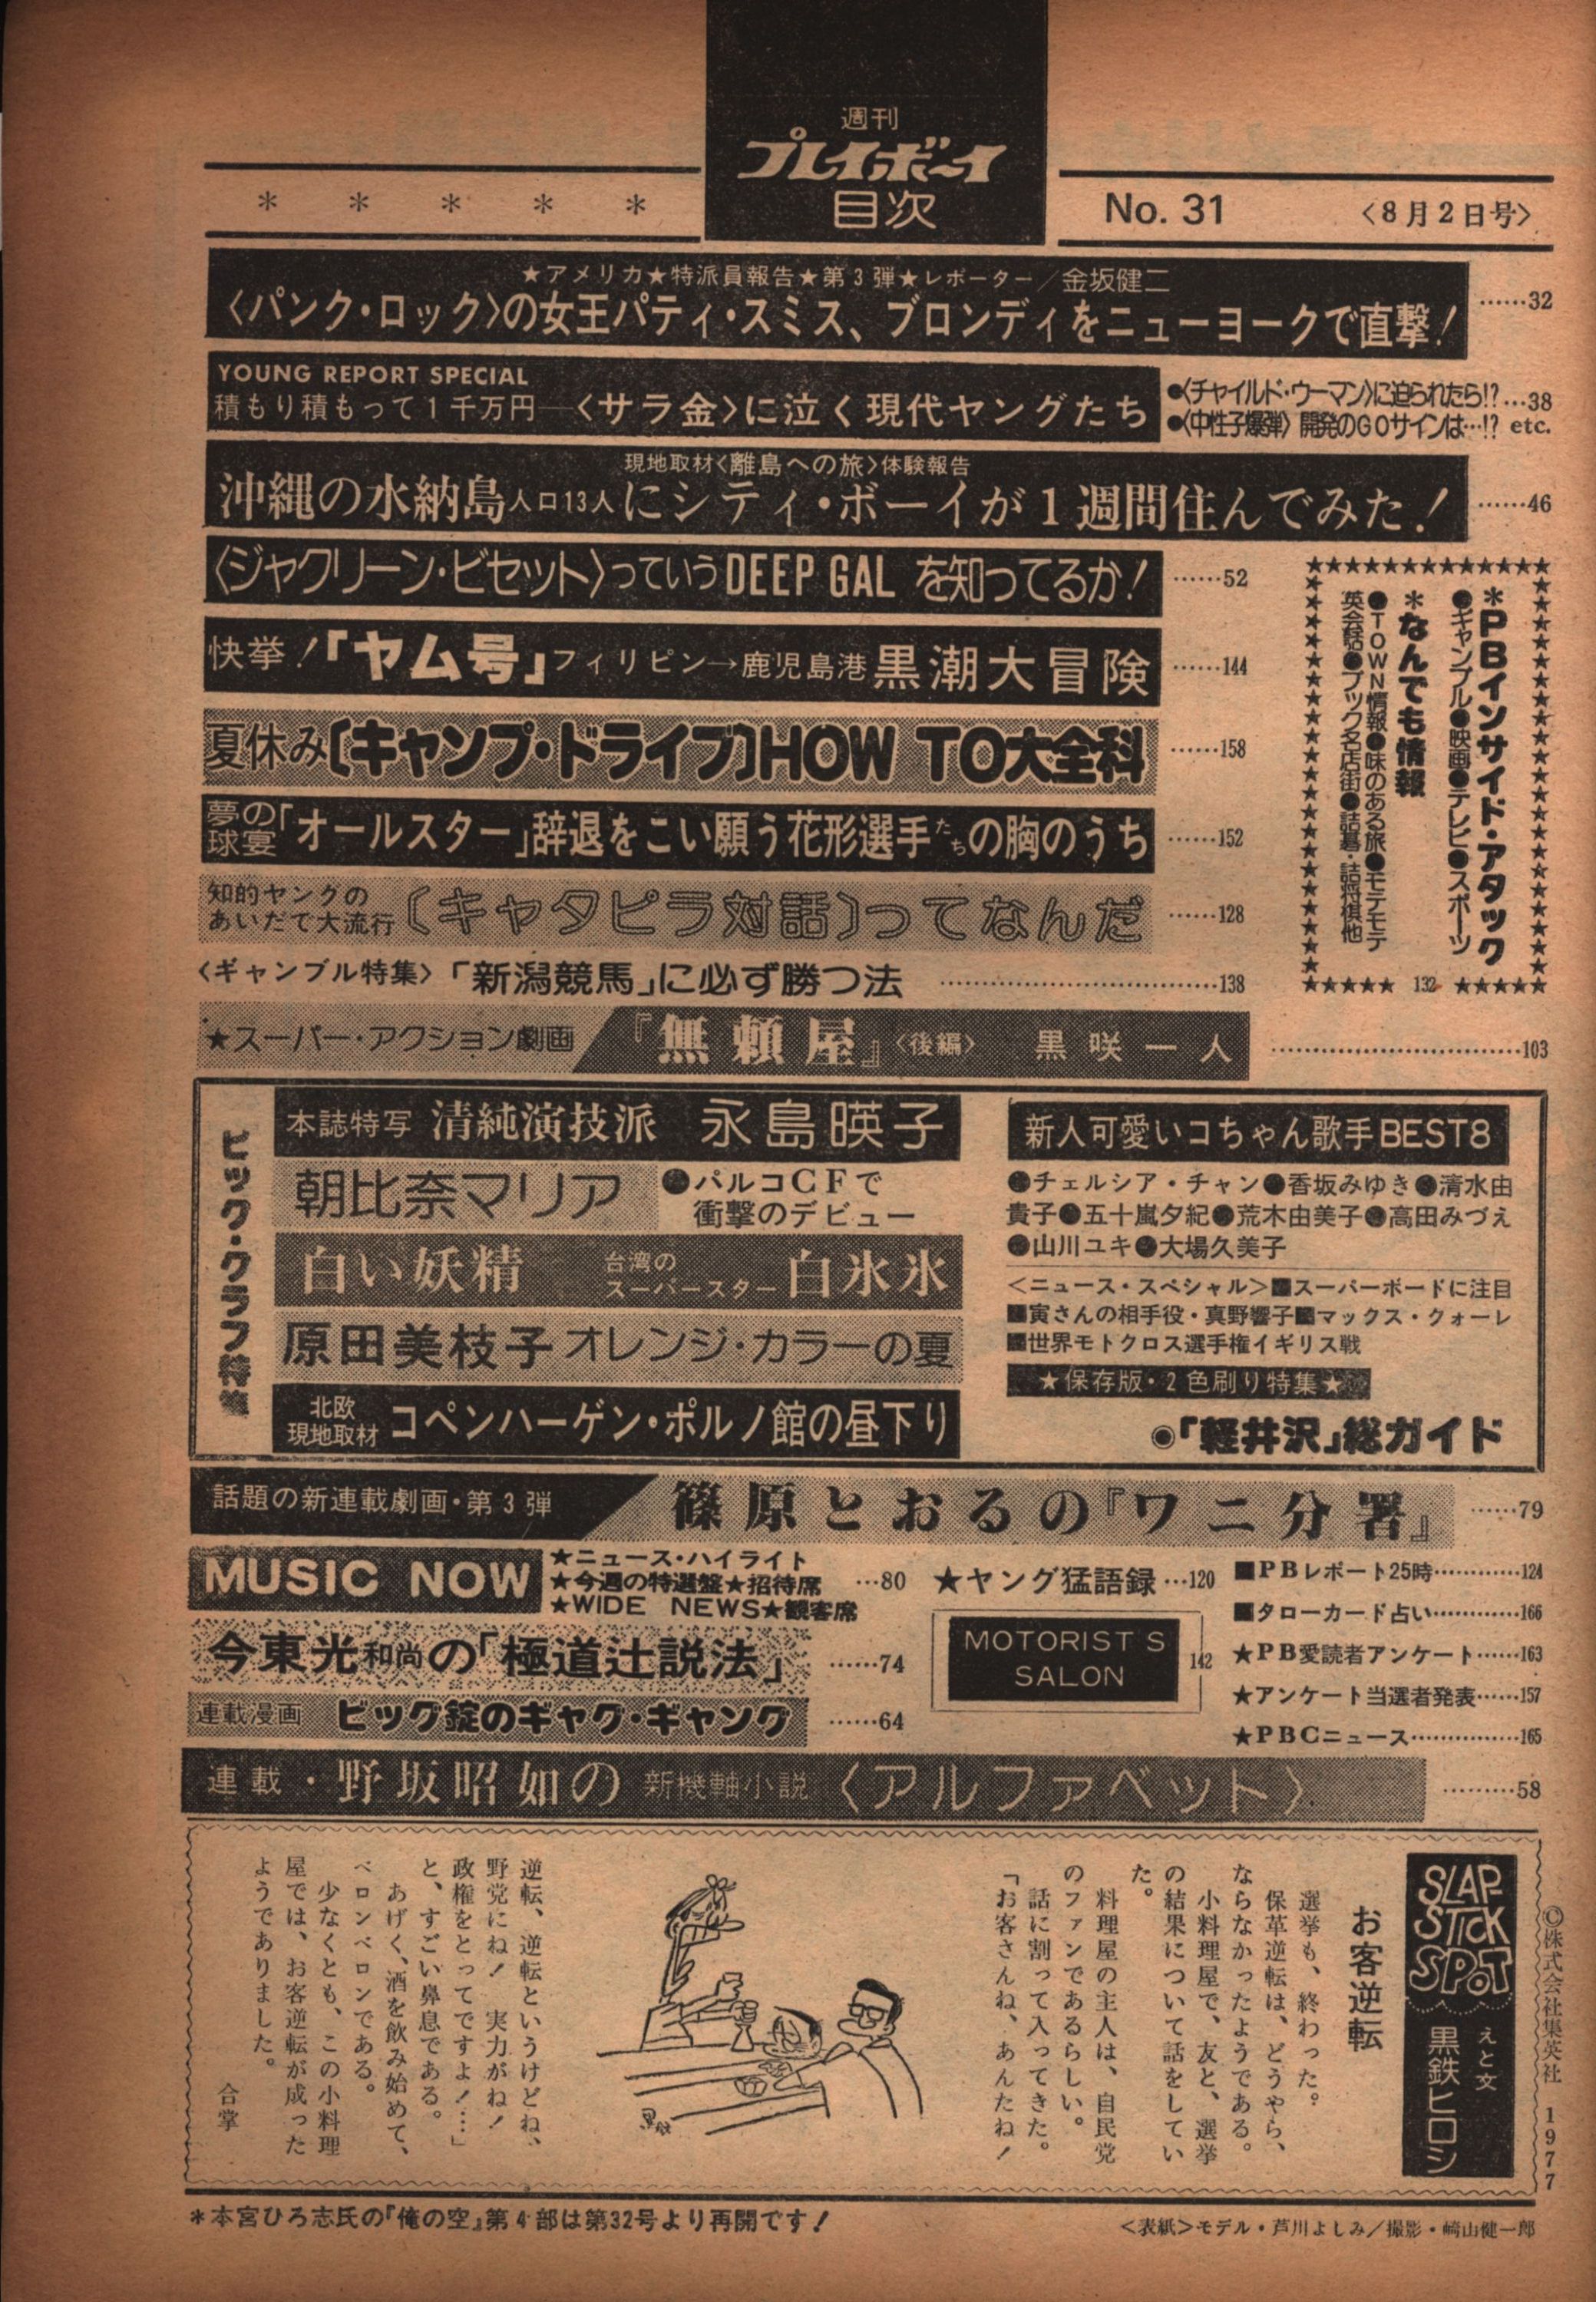 週刊
プレイボーイ
目次
* * * * *
No. 31
〈8月2日号〉
★アメリカ★特派員報告★第3弾★レポーター／金坂健二
〈パンク・ロック〉の女王パティ・スミス、ブロンディをニューヨークで直撃！ ……32
YOUNG REPORT SPECIAL
積もり積もって1千万円─〈サラ金〉に泣く現代ヤングたち
●〈チャイルド・ウーマン〉に迫られたら!?…38
●〈中性子爆弾〉開発のGOサインは…!? etc.
現地取材〈離島への旅〉体験報告
沖縄の水納島人口13人にシティ・ボーイが1週間住んでみた！ ……46
〈ジャクリーン・ビセット〉っていうDEEP GAL を知ってるか！ ……52
快挙！「ヤム号」フィリピン→鹿児島港 黒潮大冒険 ……144
夏休み〔キャンプ・ドライブ〕HOW TO大全科 ……158
夢の球宴「オールスター」辞退をこい願う花形選手たちの胸のうち ……152
知的ヤングの
あいだで大流行〔キャタピラ対話〕ってなんだ ……128
〈ギャンブル特集〉「新潟競馬」に必ず勝つ法 ……138
*PBインサイド・アタック
●ギャンブル●映画●テレビ●スポーツ
*なんでも情報
●TOWN情報●味のある旅●モテモテ
英会話●ブック名店街●詰碁・詰将棋他
132
★スーパー・アクション劇画『無頼屋』〈後編〉 黒咲一人 ……103
ビッグ・グラフ特集
本誌特写 清純演技派 永島暎子
朝比奈マリア ●パルコCFで
衝撃のデビュー
白い妖精 台湾の
スーパースター 白氷氷
原田美枝子 オレンジ・カラーの夏
北欧
現地取材 コペンハーゲン・ポルノ館の昼下り
新人可愛いコちゃん歌手BEST8
●チェルシア・チャン●香坂みゆき●清水由
貴子●五十嵐夕紀●荒木由美子●高田みづえ
●山川ユキ●大場久美子
＜ニュース・スペシャル＞■スーパーボードに注目
■寅さんの相手役・真野響子■マックス・クォーレ
■世界モトクロス選手権イギリス戦
★保存版・2色刷り特集★
◉「軽井沢」総ガイド
話題の新連載劇画・第3弾 篠原とおるの『ワニ分署』 ……79
MUSIC NOW
★ニュース・ハイライト
★今週の特選盤★招待席 …80
★WIDE NEWS★観客席
今東光和尚の「極道辻説法」 ……74
連載漫画 ビッグ錠のギャグ・ギャング ……64
★ヤング猛語録…120
MOTORIST S
SALON
142
■PBレポート25時…………124
■タローカード占い…………166
★PB愛読者アンケート……163
★アンケート当選者発表……157
★PBCニュース……………165
連載・野坂昭如の 新機軸小説〈アルファベット〉 ………58
©株式会社集英社 1977
SLAP-
STICK
SPOT
えと文
黒鉄ヒロシ
お客逆転
選挙も、終わった。
保革逆転は、どうやら、
ならなかったようである。
小料理屋で、友と、選挙
の結果について話をしてい
た。
料理屋の主人は、自民党
のファンであるらしい。
話に割って入ってきた。
「お客さんね、あんたね！
逆転、逆転というけどね、
野党にね！ 実力がね！
政権をとってですよ！…」
と、すごい鼻息である。
あげく、酒を飲み始めて、
ベロンベロンである。
少なくとも、この小料理
屋では、お客逆転が成った
ようでありました。
合掌
*本宮ひろ志氏の『俺の空』第4部は第32号より再開です！
＜表紙＞モデル・芦川よしみ／撮影・崎山健一郎